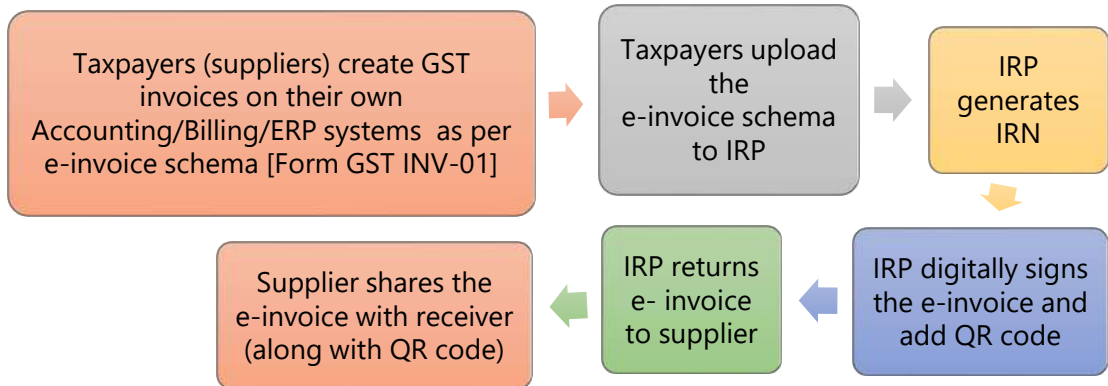 Taxpayers (suppliers) create GST
invoices on their own
Accounting/Billing/ERP systems as per
e-invoice schema [Form GST INV-01]
Taxpayers upload
the
e-invoice schema
to IRP
IRP
generates
IRN
IRP digitally signs
the e-invoice and
add QR code
IRP returns
e- invoice
to supplier
Supplier shares the
e-invoice with receiver
(along with QR code)